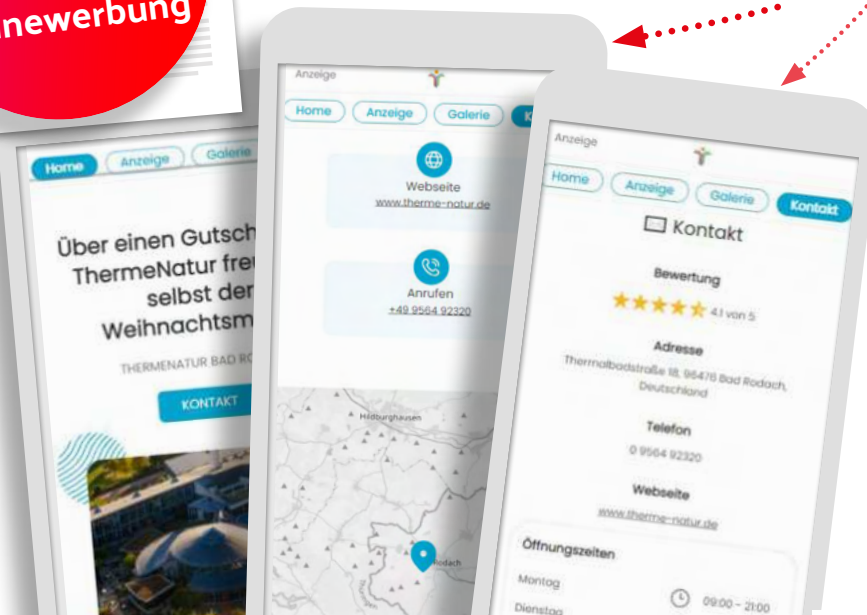 newerbung
Home
Anzeige
Galerie
Über einen Gutsch
ThermeNatur fre
selbst der
Weihnachtsm
THERMENATUR BAD RO
KONTAKT
Anzeige
Home
Anzeige
Galerie
K
Webseite
www.therme-natur.de
Anrufen
+49 9564 92320
Hildburghausen
Rodach
Thüringen
Anzeige
Home
Anzeige
Galerie
Kontakt
Kontakt
Bewertung
4.1 von 5
Adresse
Thermalbadstraße 18, 96476 Bad Rodach,
Deutschland
Telefon
0 9564 92320
Webseite
www.therme-natur.de
Öffnungszeiten
Montag
09:00 - 21:00
Dienstag